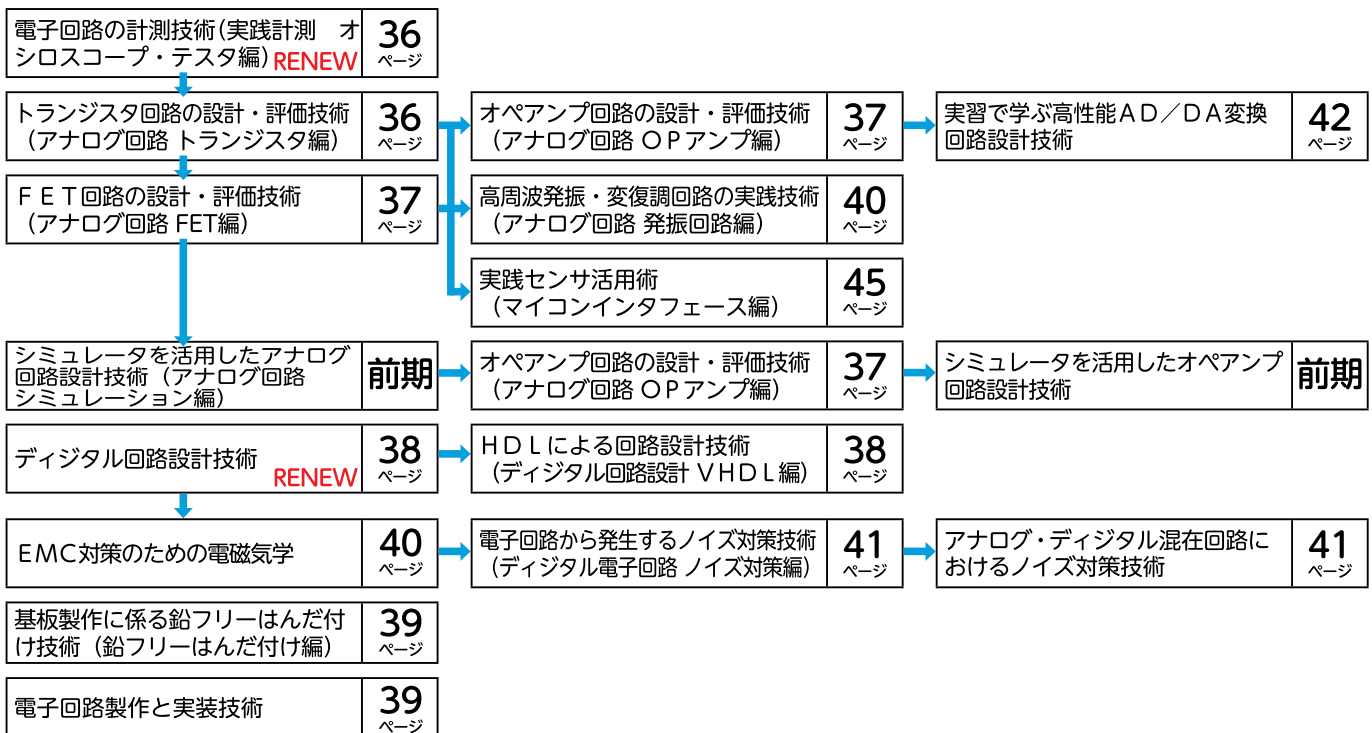 電子回路の計測技術(実践計測　オ
シロスコープ・テスタ編) RENEW
36
ページ
トランジスタ回路の設計・評価技術
（アナログ回路 トランジスタ編）
36
ページ
オペアンプ回路の設計・評価技術
（アナログ回路 ＯＰアンプ編）
37
ページ
実習で学ぶ高性能ＡＤ／ＤＡ変換
回路設計技術
42
ページ
ＦＥＴ回路の設計・評価技術
（アナログ回路 FET編）
37
ページ
高周波発振・変復調回路の実践技術
（アナログ回路 発振回路編）
40
ページ
実践センサ活用術
（マイコンインタフェース編）
45
ページ
シミュレータを活用したアナログ
回路設計技術（アナログ回路
シミュレーション編）
前期
オペアンプ回路の設計・評価技術
（アナログ回路 ＯＰアンプ編）
37
ページ
シミュレータを活用したオペアンプ
回路設計技術
前期
ディジタル回路設計技術
RENEW
38
ページ
ＨＤＬによる回路設計技術
（ディジタル回路設計 ＶＨＤＬ編）
38
ページ
ＥＭＣ対策のための電磁気学
40
ページ
電子回路から発生するノイズ対策技術
（ディジタル電子回路 ノイズ対策編）
41
ページ
アナログ・ディジタル混在回路に
おけるノイズ対策技術
41
ページ
基板製作に係る鉛フリーはんだ付
け技術（鉛フリーはんだ付け編）
39
ページ
電子回路製作と実装技術
39
ページ